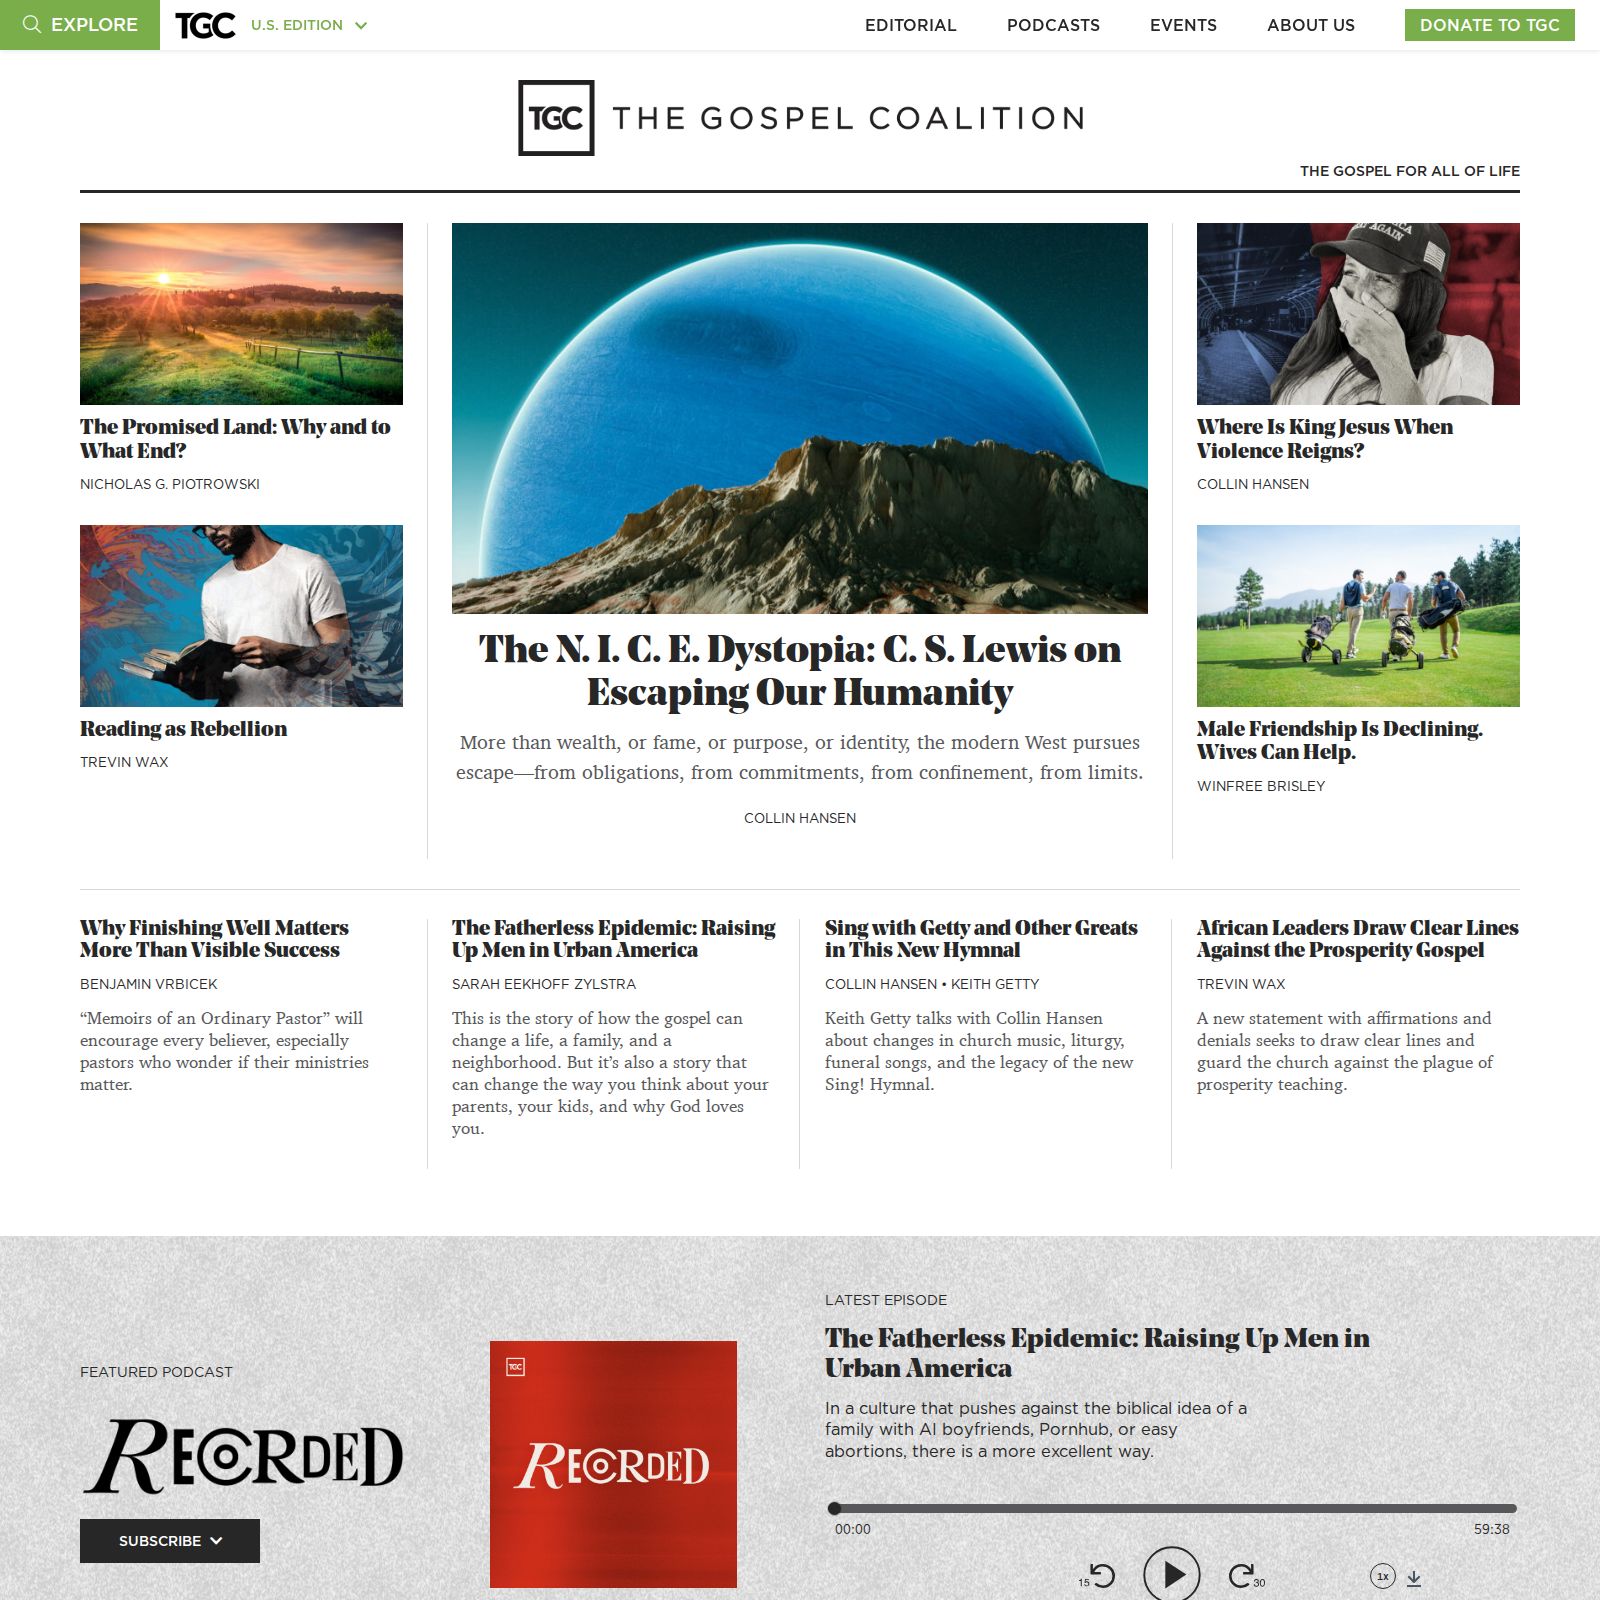 EXPLORE
TGC
U.S. EDITION
EDITORIAL
PODCASTS
EVENTS
ABOUT US
DONATE TO TGC
TGC THE GOSPEL COALITION
THE GOSPEL FOR ALL OF LIFE
The Promised Land: Why and to
What End?
NICHOLAS G. PIOTROWSKI
Reading as Rebellion
TREVIN WAX
The N. I. C. E. Dystopia: C. S. Lewis on
Escaping Our Humanity
More than wealth, or fame, or purpose, or identity, the modern West pursues
escape—from obligations, from commitments, from confinement, from limits.
COLLIN HANSEN
AGAIN
Where Is King Jesus When
Violence Reigns?
COLLIN HANSEN
Male Friendship Is Declining.
Wives Can Help.
WINFREE BRISLEY
Why Finishing Well Matters
More Than Visible Success
BENJAMIN VRBICEK
“Memoirs of an Ordinary Pastor” will
encourage every believer, especially
pastors who wonder if their ministries
matter.
The Fatherless Epidemic: Raising
Up Men in Urban America
SARAH EEKHOFF ZYLSTRA
This is the story of how the gospel can
change a life, a family, and a
neighborhood. But it’s also a story that
can change the way you think about your
parents, your kids, and why God loves
you.
Sing with Getty and Other Greats
in This New Hymnal
COLLIN HANSEN • KEITH GETTY
Keith Getty talks with Collin Hansen
about changes in church music, liturgy,
funeral songs, and the legacy of the new
Sing! Hymnal.
African Leaders Draw Clear Lines
Against the Prosperity Gospel
TREVIN WAX
A new statement with affirmations and
denials seeks to draw clear lines and
guard the church against the plague of
prosperity teaching.
FEATURED PODCAST
RECORDED
SUBSCRIBE
TGC
RECORDED
LATEST EPISODE
The Fatherless Epidemic: Raising Up Men in
Urban America
In a culture that pushes against the biblical idea of a
family with AI boyfriends, Pornhub, or easy
abortions, there is a more excellent way.
00:00
59:38
15
30
1x